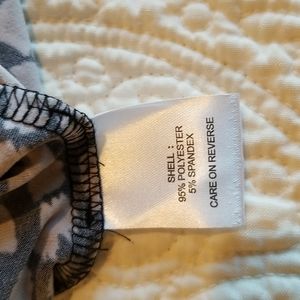 SHELL :
95% POLYESTER
5% SPANDEX
CARE ON REVERSE